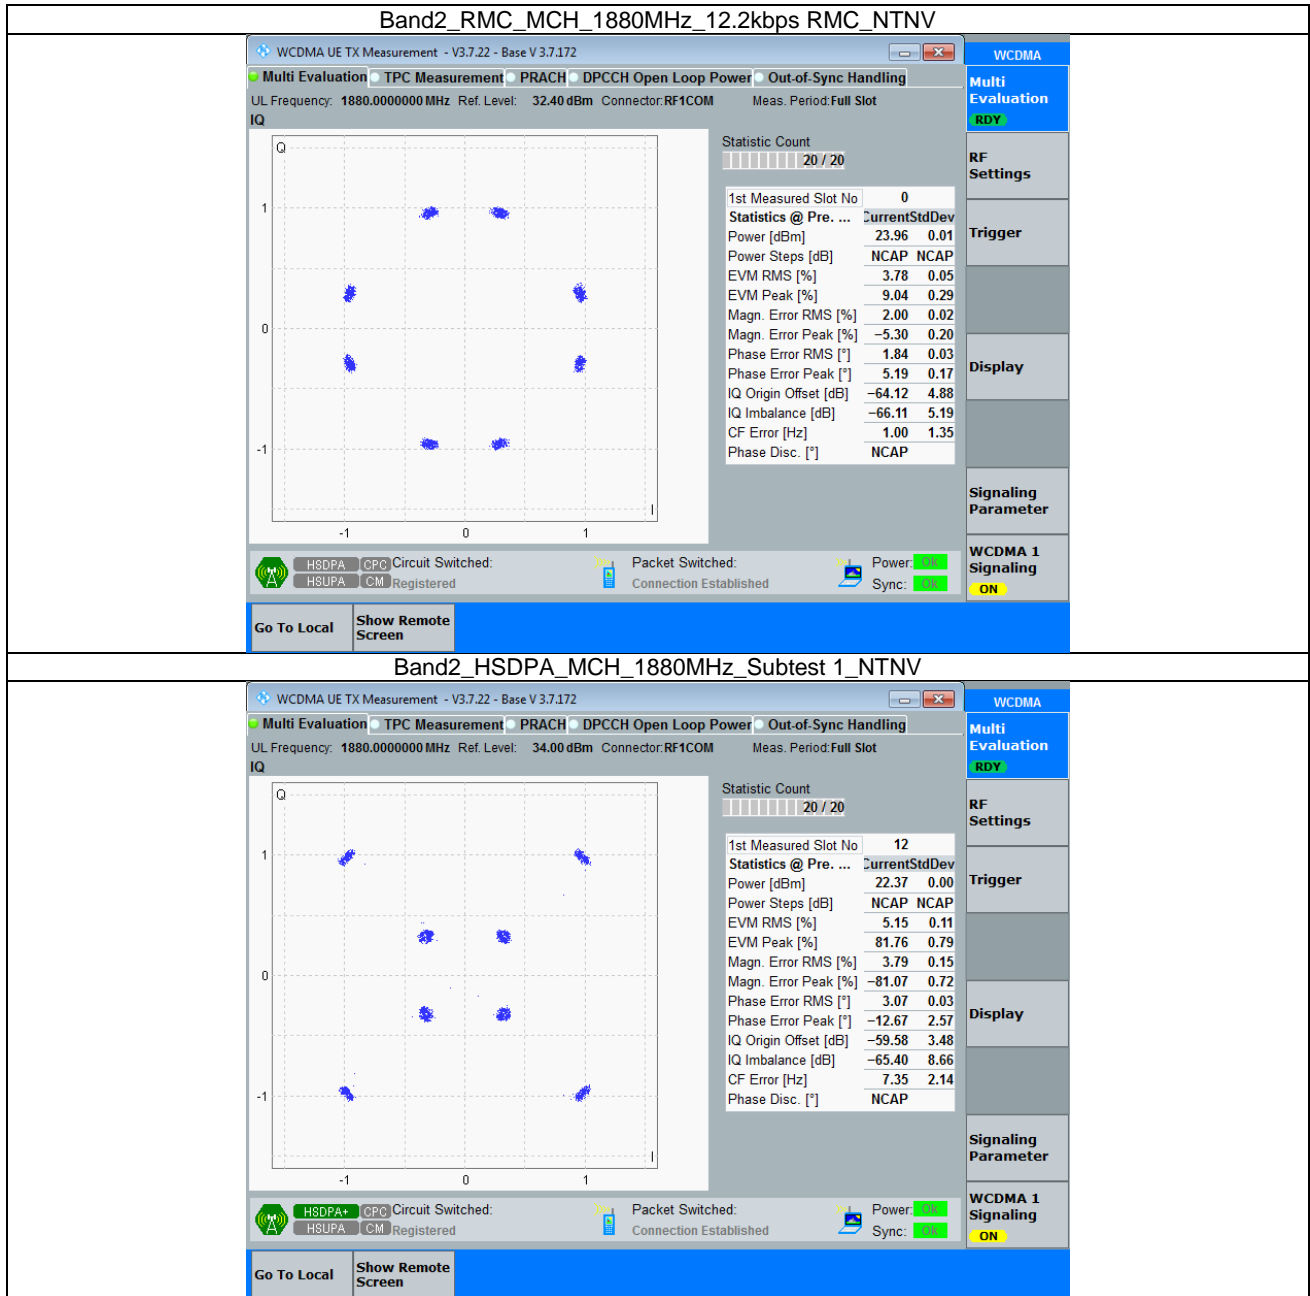 Band2_RMC_MCH_1880MHz_12.2kbps RMC_NTNV
WCDMA UE TX Measurement - V3.7.22 - Base V 3.7.172
WCDMA
Multi Evaluation TPC Measurement PRACH DPCCH Open Loop Power Out-of-Sync Handling
Multi
Evaluation
RDY
UL Frequency: 1880.0000000 MHz Ref. Level: 32.40 dBm Connector:RF1COM Meas. Period:Full Slot
IQ
Q
1
0
-1
-1 0 1
I
Statistic Count
20 / 20
1st Measured Slot No 0
Statistics @ Pre. ... CurrentStdDev
Power [dBm] 23.96 0.01
Power Steps [dB] NCAP NCAP
EVM RMS [%] 3.78 0.05
EVM Peak [%] 9.04 0.29
Magn. Error RMS [%] 2.00 0.02
Magn. Error Peak [%] −5.30 0.20
Phase Error RMS [°] 1.84 0.03
Phase Error Peak [°] 5.19 0.17
IQ Origin Offset [dB] −64.12 4.88
IQ Imbalance [dB] −66.11 5.19
CF Error [Hz] 1.00 1.35
Phase Disc. [°] NCAP
RF
Settings
Trigger
Display
Signaling
Parameter
WCDMA 1
Signaling
ON
HSDPA CPC Circuit Switched: Packet Switched: Power: Ok
HSUPA CM Registered Connection Established Sync: Ok
Go To Local Show Remote
Screen
Band2_HSDPA_MCH_1880MHz_Subtest 1_NTNV
WCDMA UE TX Measurement - V3.7.22 - Base V 3.7.172
WCDMA
Multi Evaluation TPC Measurement PRACH DPCCH Open Loop Power Out-of-Sync Handling
Multi
Evaluation
RDY
UL Frequency: 1880.0000000 MHz Ref. Level: 34.00 dBm Connector:RF1COM Meas. Period:Full Slot
IQ
Q
1
0
-1
-1 0 1
I
Statistic Count
20 / 20
1st Measured Slot No 12
Statistics @ Pre. ... CurrentStdDev
Power [dBm] 22.37 0.00
Power Steps [dB] NCAP NCAP
EVM RMS [%] 5.15 0.11
EVM Peak [%] 81.76 0.79
Magn. Error RMS [%] 3.79 0.15
Magn. Error Peak [%] −81.07 0.72
Phase Error RMS [°] 3.07 0.03
Phase Error Peak [°] −12.67 2.57
IQ Origin Offset [dB] −59.58 3.48
IQ Imbalance [dB] −65.40 8.66
CF Error [Hz] 7.35 2.14
Phase Disc. [°] NCAP
RF
Settings
Trigger
Display
Signaling
Parameter
WCDMA 1
Signaling
ON
HSDPA+ CPC Circuit Switched: Packet Switched: Power: Ok
HSUPA CM Registered Connection Established Sync: Ok
Go To Local Show Remote
Screen